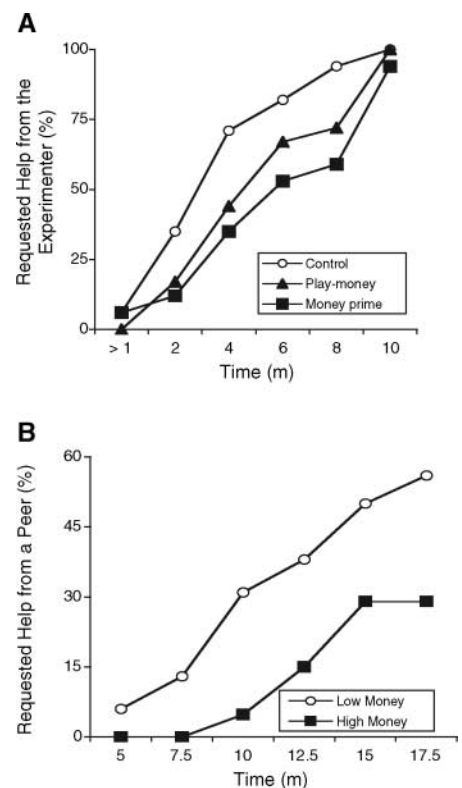 A
Requested Help from the
Experimenter (%)
100
75
50
25
0
Control
Play-money
Money prime
> 1 2 4 6 8 10
Time (m)
B
Requested Help from a Peer (%)
60
45
30
15
0
Low Money
High Money
5 7.5 10 12.5 15 17.5
Time (m)